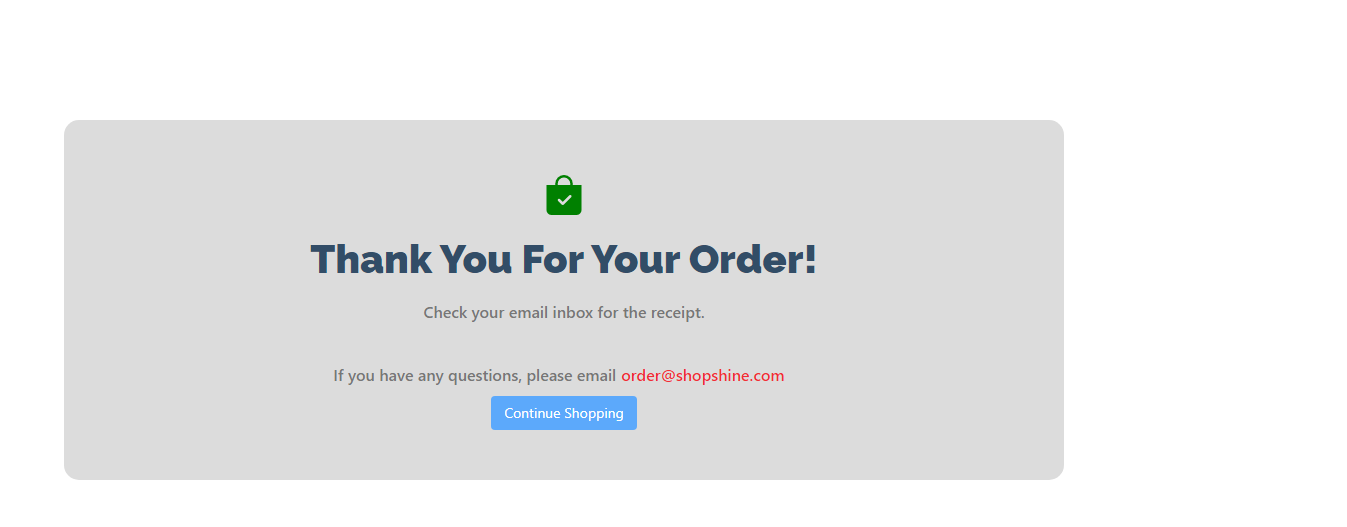 Thank You For Your Order!
Check your email inbox for the receipt.
If you have any questions, please email order@shopshine.com
Continue Shopping